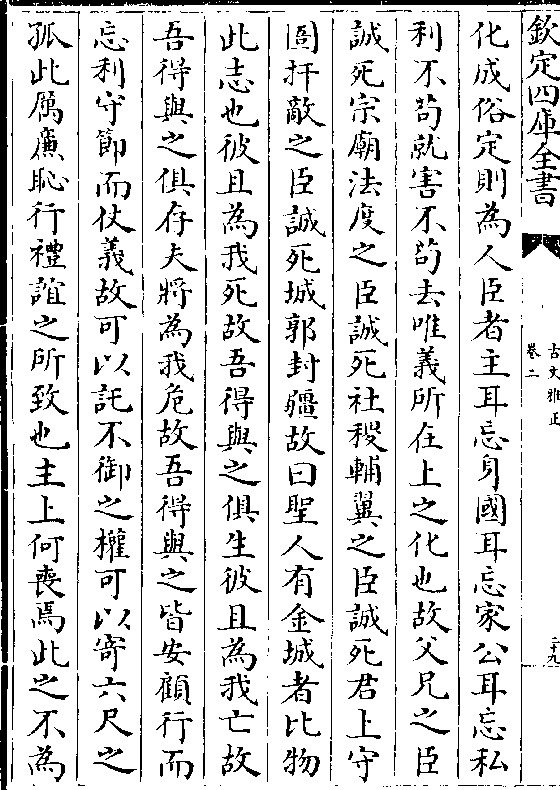 欽定四庫全書
古文雅正
卷二
二十九
化成俗定則為人臣者主耳忘身國耳忘家公耳忘私
利不茍就害不茍去唯義所在上之化也故父兄之臣
誠死宗廟法度之臣誠死社稷輔翼之臣誠死君上守
圄扞敵之臣誠死城郭封疆故曰聖人有金城者比物
此志也彼且為我死故吾得與之俱生彼且為我亡故
吾得與之俱存夫將為我危故吾得與之皆安顧行而
忘利守節而仗義故可以託不御之權可以寄六尺之
孤此厲廉恥行禮誼之所致也主上何喪焉此之不為